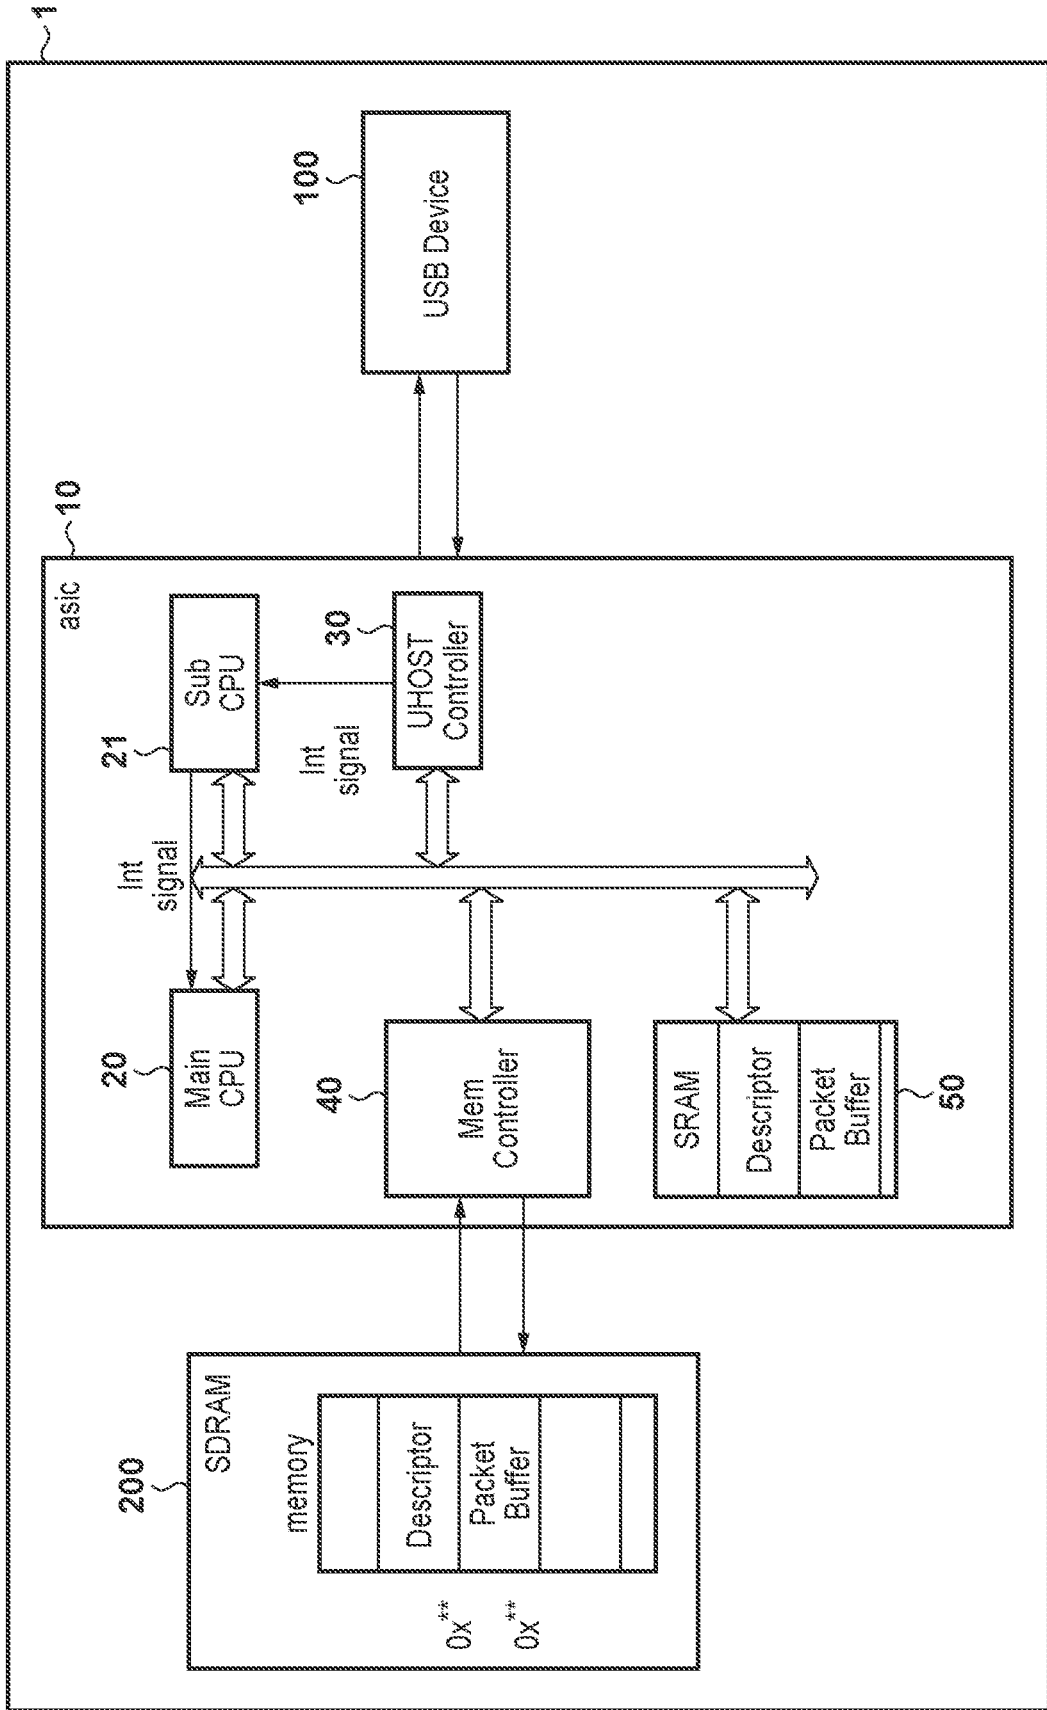 1
200
SDRAM
memory
Descriptor
Packet
Buffer
0x**
0x**
10
asic
20
Main
CPU
Int
signal
21
Sub
CPU
Int
signal
30
UHOST
Controller
40
Mem
Controller
SRAM
Descriptor
Packet
Buffer
50
100
USB Device